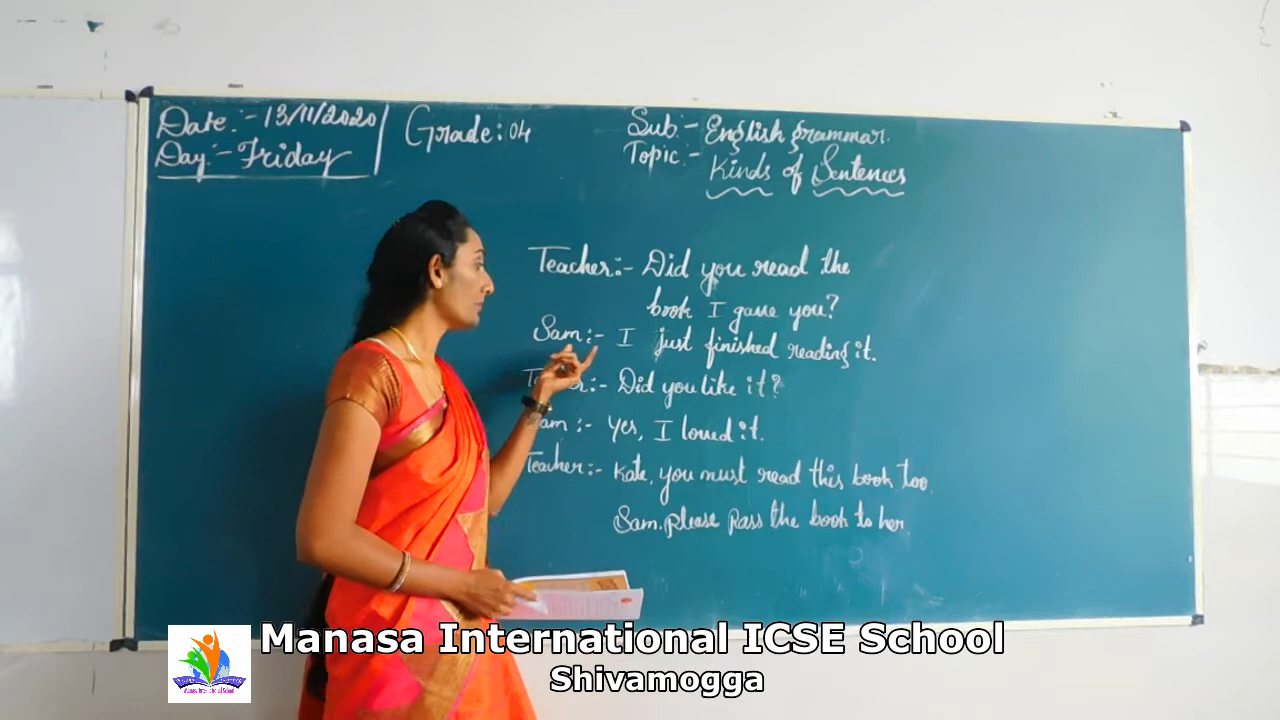 Date:- 13/11/2020
Day:- Friday
Grade: 04
Sub:- English grammar.
Topic:- Kinds of Sentences
Teacher:- Did you read the
book I gave you?
Sam:- I just finished reading it.
:- Did you like it?
Sam :- Yes, I loved it.
Teacher:- Kate, you must read this book too.
Sam. please pass the book to her
Manasa International ICSE School
Shivamogga